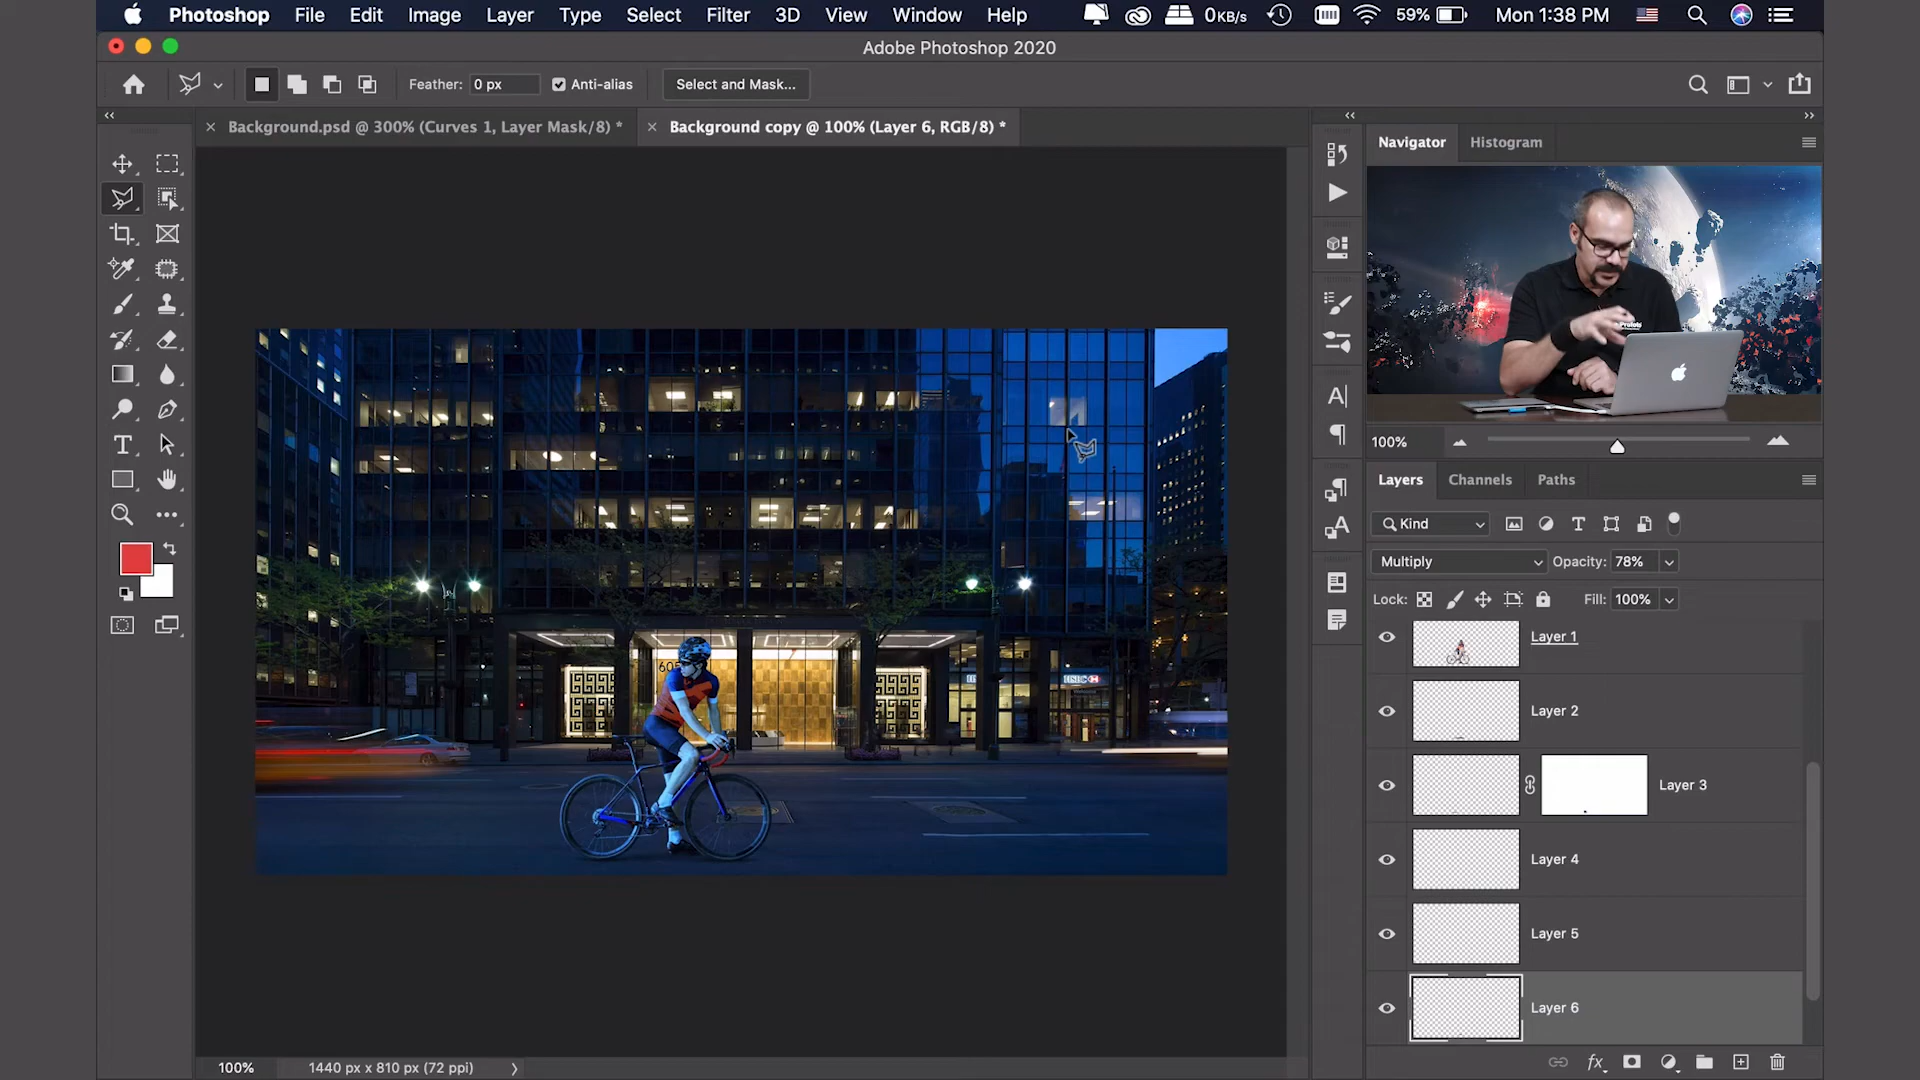 Photoshop File Edit Image Layer Type Select Filter 3D View Window Help 0KB/s 59% Mon 1:38 PM
Adobe Photoshop 2020
Feather: 0 px Anti-alias Select and Mask...
Background.psd @ 300% (Curves 1, Layer Mask/8) * Background copy @ 100% (Layer 6, RGB/8) *
Navigator Histogram
100%
Layers Channels Paths
Kind
Multiply Opacity: 78%
Lock: Fill: 100%
Layer 1
Layer 2
Layer 3
Layer 4
Layer 5
Layer 6
605
HSBC
100% 1440 px x 810 px (72 ppi)